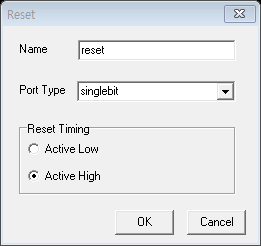 Reset
Name reset
Port Type singlebit
Reset Timing
Active Low
Active High
OK Cancel